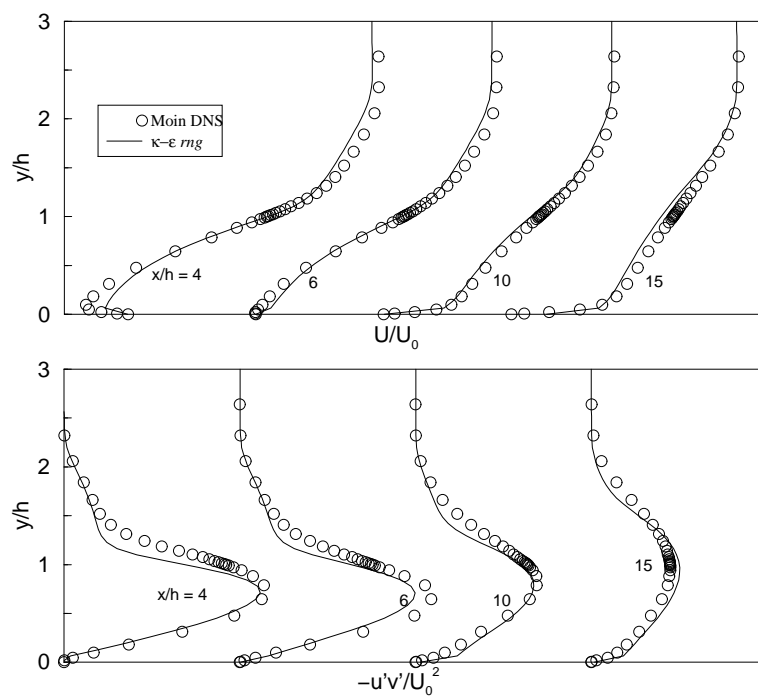 3
2
1
0
y/h
Moin DNS
κ−ε rng
x/h = 4
6
10
15
U/U₀
3
2
1
0
y/h
x/h = 4
6
10
15
−u'v'/U₀²